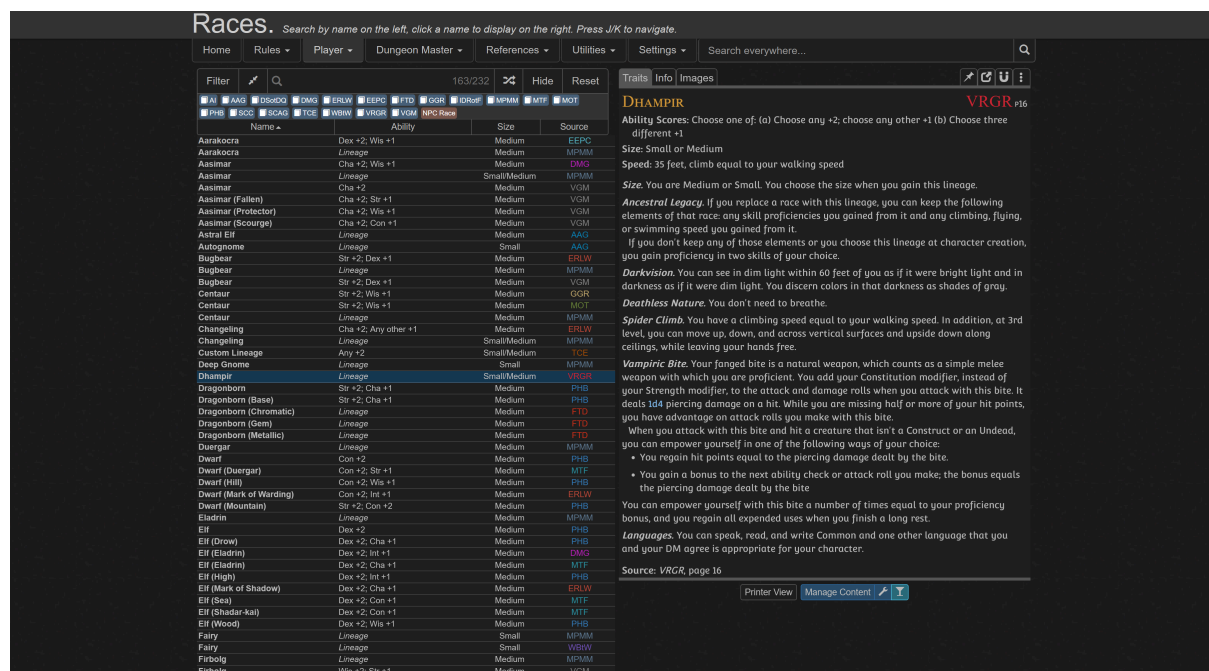 Races. Search by name on the left, click a name to display on the right. Press J/K to navigate.
Home Rules Player Dungeon Master References Utilities Settings Search everywhere...
Filter 163/232 Hide Reset
AI AAG DSotDQ DMG ERLW EEPC FTD GGR IDRotF MPMM MTF MOT
PHB SCC SCAG TCE WBtW VRGR VGM NPC Race
Name Ability Size Source
Aarakocra Dex +2; Wis +1 Medium EEPC
Aarakocra Lineage Medium MPMM
Aasimar Cha +2; Wis +1 Medium DMG
Aasimar Lineage Small/Medium MPMM
Aasimar Cha +2 Medium VGM
Aasimar (Fallen) Cha +2; Str +1 Medium VGM
Aasimar (Protector) Cha +2; Wis +1 Medium VGM
Aasimar (Scourge) Cha +2; Con +1 Medium VGM
Astral Elf Lineage Medium AAG
Autognome Lineage Small AAG
Bugbear Str +2; Dex +1 Medium ERLW
Bugbear Lineage Medium MPMM
Bugbear Str +2; Dex +1 Medium VGM
Centaur Str +2; Wis +1 Medium GGR
Centaur Str +2; Wis +1 Medium MOT
Centaur Lineage Medium MPMM
Changeling Cha +2; Any other +1 Medium ERLW
Changeling Lineage Small/Medium MPMM
Custom Lineage Any +2 Small/Medium TCE
Deep Gnome Lineage Small MPMM
Dhampir Lineage Small/Medium VRGR
Dragonborn Str +2; Cha +1 Medium PHB
Dragonborn (Base) Str +2; Cha +1 Medium PHB
Dragonborn (Chromatic) Lineage Medium FTD
Dragonborn (Gem) Lineage Medium FTD
Dragonborn (Metallic) Lineage Medium FTD
Duergar Lineage Medium MPMM
Dwarf Con +2 Medium PHB
Dwarf (Duergar) Con +2; Str +1 Medium MTF
Dwarf (Hill) Con +2; Wis +1 Medium PHB
Dwarf (Mark of Warding) Con +2; Int +1 Medium ERLW
Dwarf (Mountain) Str +2; Con +2 Medium PHB
Eladrin Lineage Medium MPMM
Elf Dex +2 Medium PHB
Elf (Drow) Dex +2; Cha +1 Medium PHB
Elf (Eladrin) Dex +2; Int +1 Medium DMG
Elf (Eladrin) Dex +2; Cha +1 Medium MTF
Elf (High) Dex +2; Int +1 Medium PHB
Elf (Mark of Shadow) Dex +2; Cha +1 Medium ERLW
Elf (Sea) Dex +2; Con +1 Medium MTF
Elf (Shadar-kai) Dex +2; Con +1 Medium MTF
Elf (Wood) Dex +2; Wis +1 Medium PHB
Fairy Lineage Small MPMM
Fairy Lineage Small WBtW
Firbolg Lineage Medium MPMM
Firbolg Wis +2; Str +1 Medium VGM
Traits Info Images
Dhampir VRGR p16
Ability Scores: Choose one of: (a) Choose any +2; choose any other +1 (b) Choose three
different +1
Size: Small or Medium
Speed: 35 feet, climb equal to your walking speed
Size. You are Medium or Small. You choose the size when you gain this lineage.
Ancestral Legacy. If you replace a race with this lineage, you can keep the following
elements of that race: any skill proficiencies you gained from it and any climbing, flying,
or swimming speed you gained from it.
If you don't keep any of those elements or you choose this lineage at character creation,
you gain proficiency in two skills of your choice.
Darkvision. You can see in dim light within 60 feet of you as if it were bright light and in
darkness as if it were dim light. You discern colors in that darkness as shades of gray.
Deathless Nature. You don't need to breathe.
Spider Climb. You have a climbing speed equal to your walking speed. In addition, at 3rd
level, you can move up, down, and across vertical surfaces and upside down along
ceilings, while leaving your hands free.
Vampiric Bite. Your fanged bite is a natural weapon, which counts as a simple melee
weapon with which you are proficient. You add your Constitution modifier, instead of
your Strength modifier, to the attack and damage rolls when you attack with this bite. It
deals 1d4 piercing damage on a hit. While you are missing half or more of your hit points,
you have advantage on attack rolls you make with this bite.
When you attack with this bite and hit a creature that isn't a Construct or an Undead,
you can empower yourself in one of the following ways of your choice:
• You regain hit points equal to the piercing damage dealt by the bite.
• You gain a bonus to the next ability check or attack roll you make; the bonus equals
the piercing damage dealt by the bite
You can empower yourself with this bite a number of times equal to your proficiency
bonus, and you regain all expended uses when you finish a long rest.
Languages. You can speak, read, and write Common and one other language that you
and your DM agree is appropriate for your character.
Source: VRGR, page 16
Printer View Manage Content